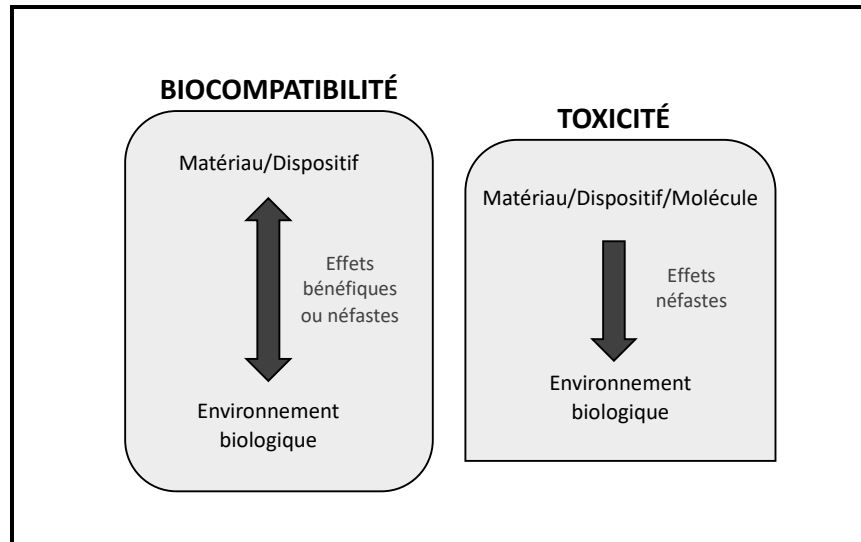 BIOCOMPATIBILITÉ
Matériau/Dispositif
Effets
bénéfiques
ou néfastes
Environnement
biologique
TOXICITÉ
Matériau/Dispositif/Molécule
Effets
néfastes
Environnement
biologique